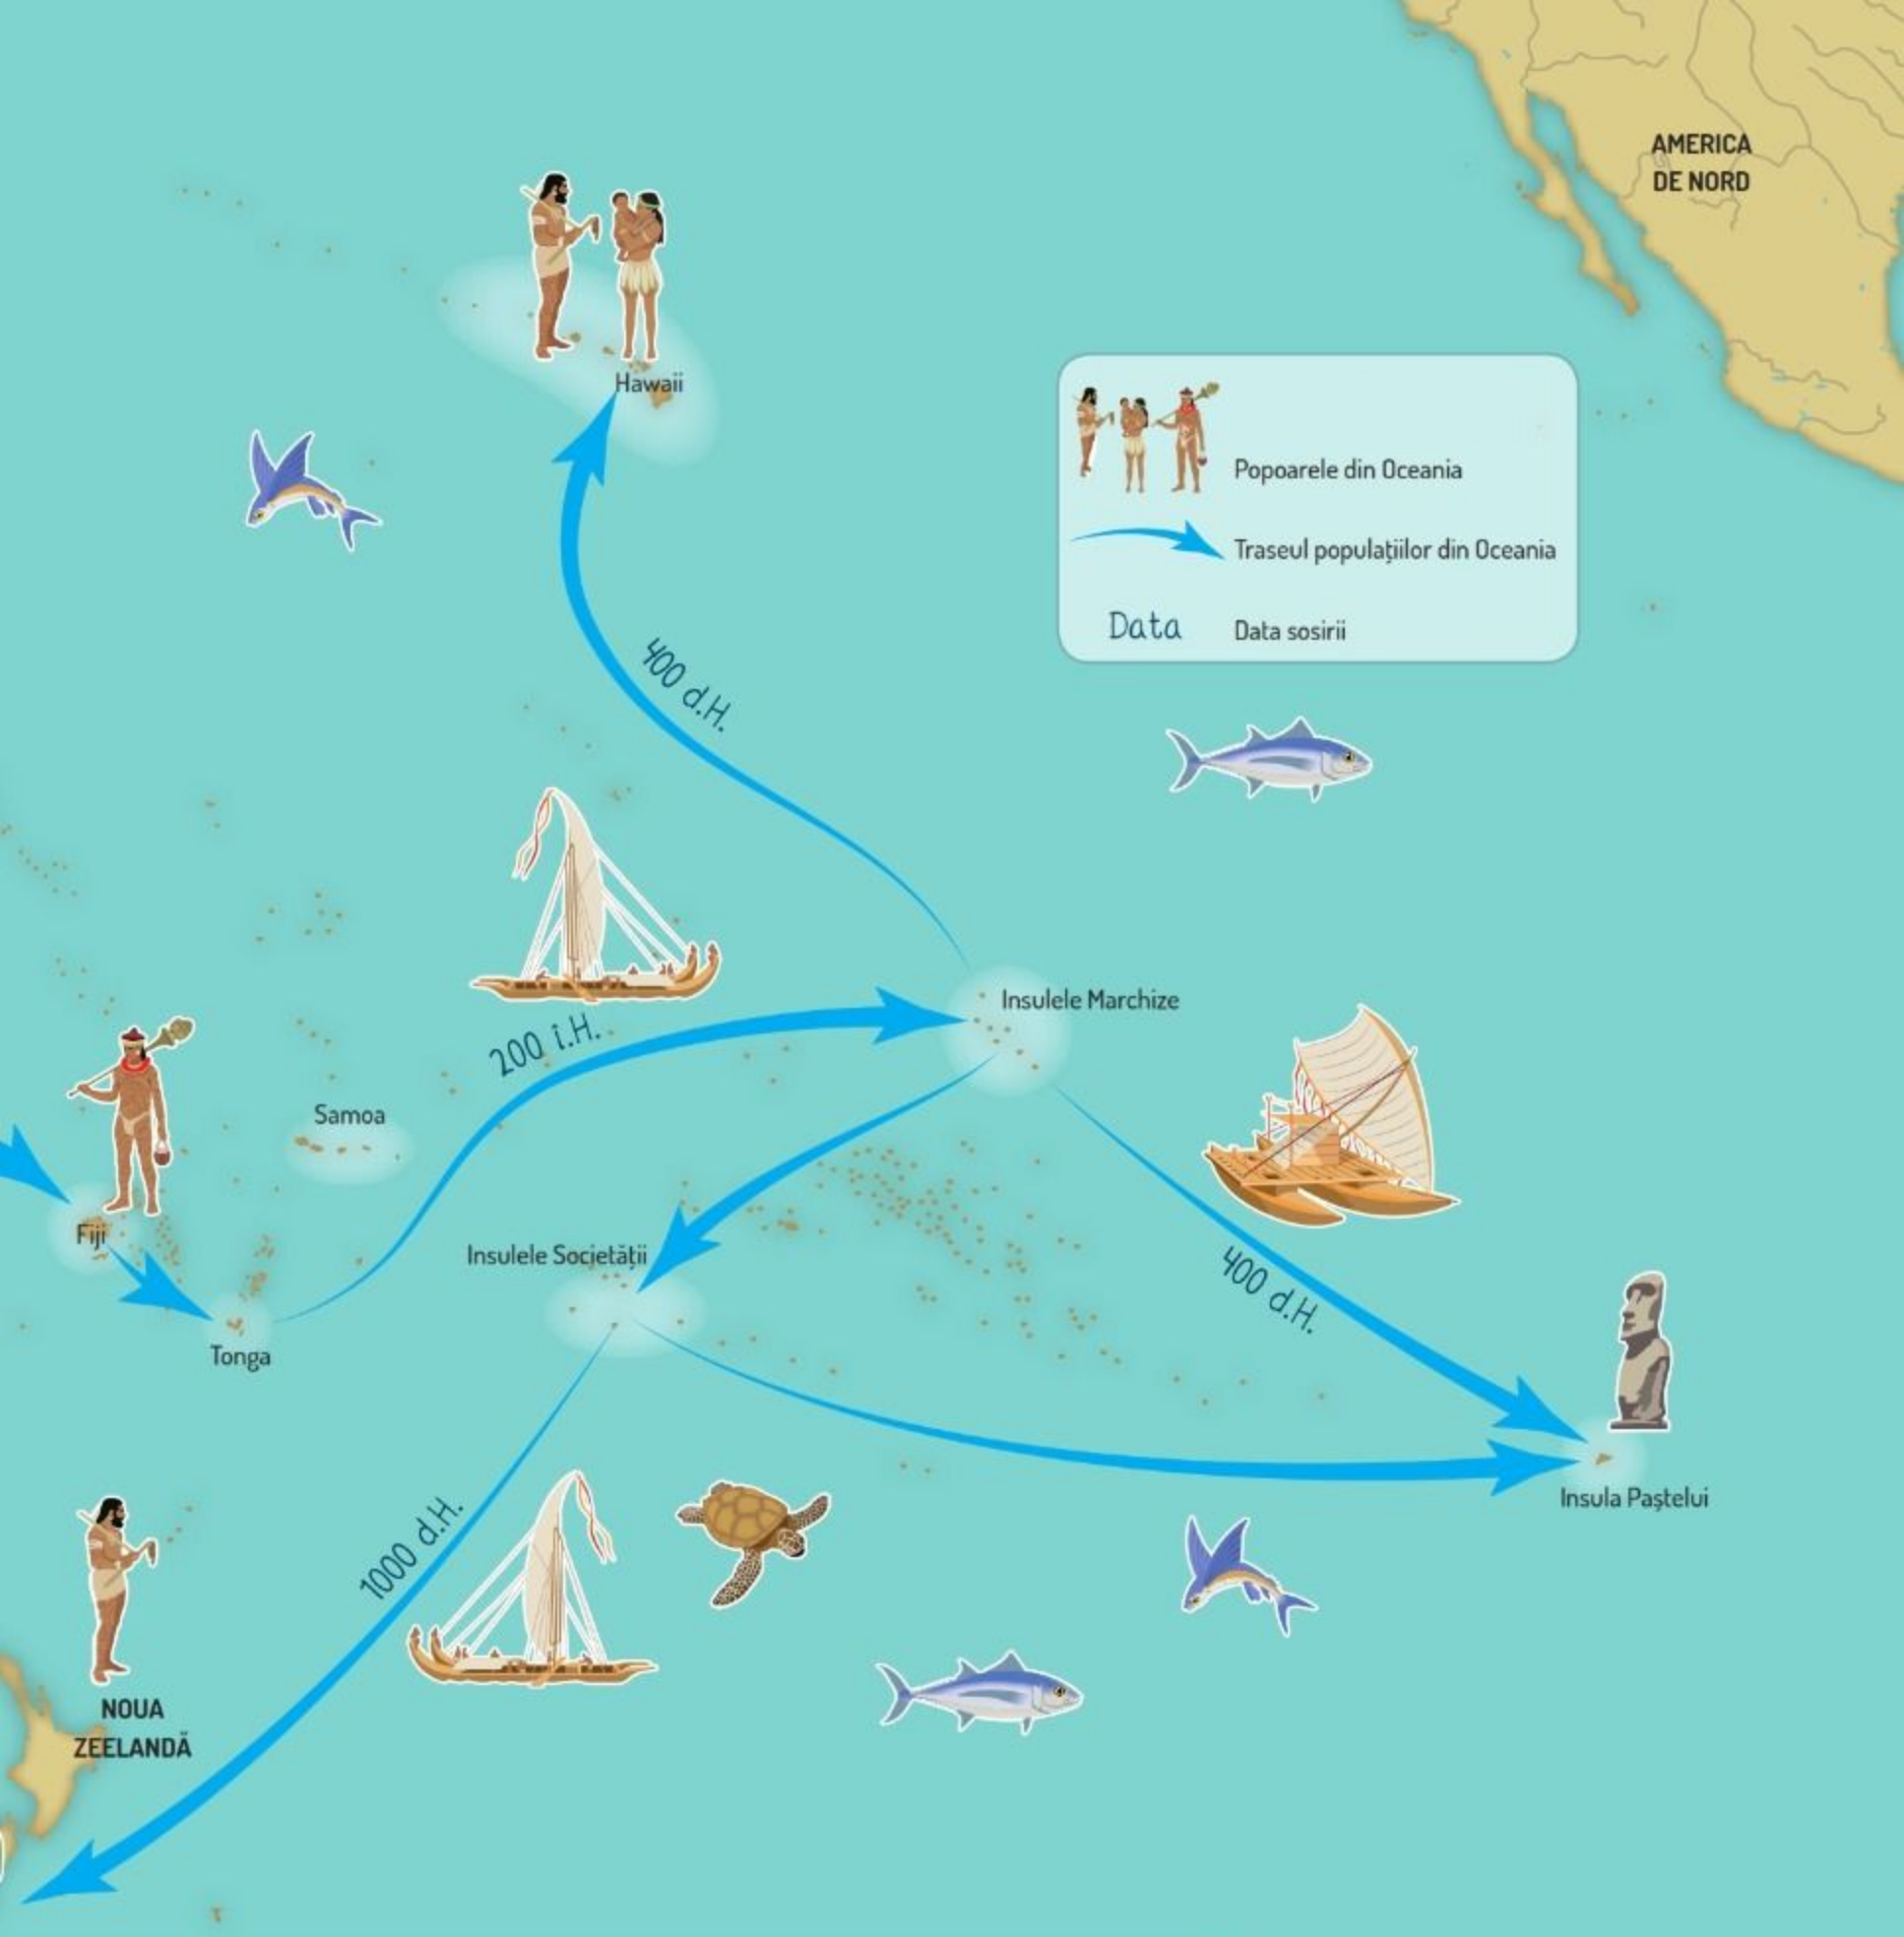 AMERICA
DE NORD
Hawaii
Popoarele din Oceania
Traseul populațiilor din Oceania
Data
Data sosirii
400 d.H.
Insulele Marchize
200 î.H.
Samoa
Fiji
Insulele Societății
Tonga
400 d.H.
Insula Paștelui
1000 d.H.
NOUA
ZEELANDĂ